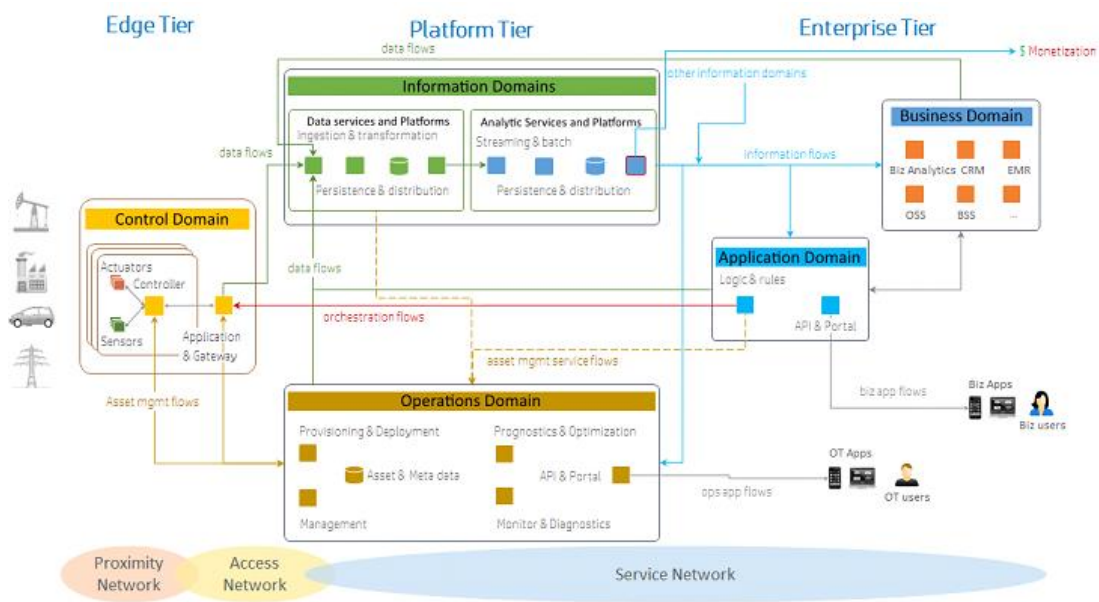 Edge Tier
Platform Tier
Enterprise Tier
data flows
$ Monetization
other information domains
Information Domains
Data services and Platforms
Ingestion & transformation
Persistence & distribution
Analytic Services and Platforms
Streaming & batch
Persistence & distribution
data flows
information flows
Business Domain
Biz Analytics
CRM
EMR
OSS
BSS
...
Control Domain
Actuators
Controller
Sensors
Application
& Gateway
data flows
Application Domain
Logic & rules
API & Portal
orchestration flows
asset mgmt service flows
Asset mgmt flows
Operations Domain
Provisioning & Deployment
Prognostics & Optimization
Asset & Meta data
API & Portal
Management
Monitor & Diagnostics
biz app flows
Biz Apps
Biz users
OT Apps
ops app flows
OT users
Proximity
Network
Access
Network
Service Network